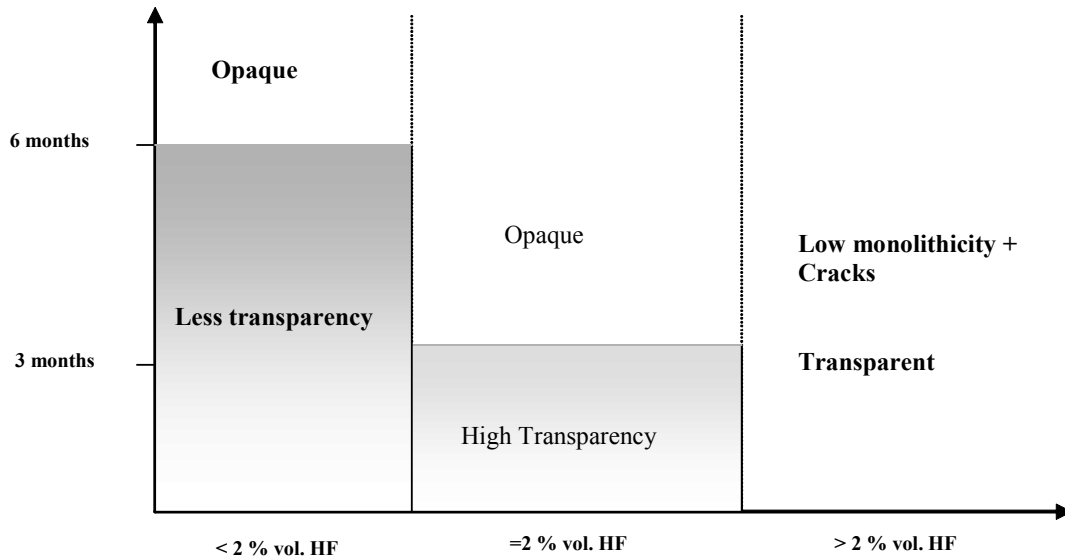 Opaque
6 months
Opaque
Low monolithicity +
Cracks
Less transparency
3 months
Transparent
High Transparency
< 2 % vol. HF
=2 % vol. HF
> 2 % vol. HF